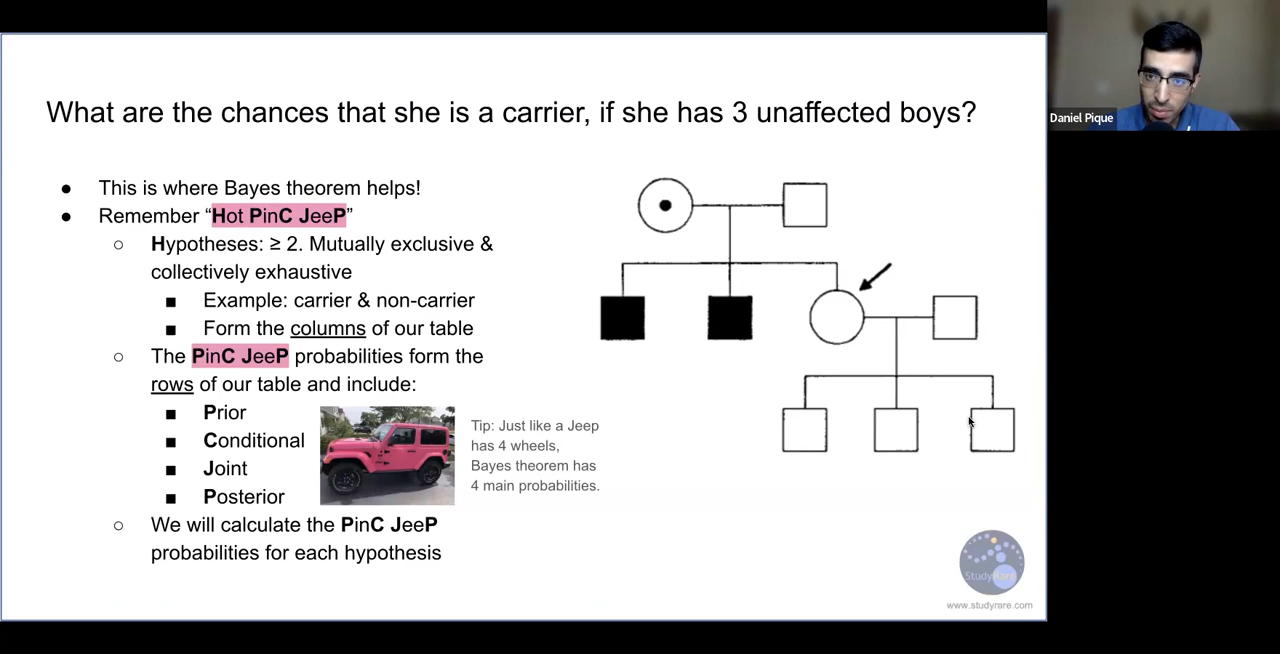 What are the chances that she is a carrier, if she has 3 unaffected boys?
● This is where Bayes theorem helps!
● Remember “Hot PinC JeeP”
○ Hypotheses: ≥ 2. Mutually exclusive &
collectively exhaustive
■ Example: carrier & non-carrier
■ Form the columns of our table
○ The PinC JeeP probabilities form the
rows of our table and include:
■ Prior
■ Conditional
■ Joint
■ Posterior
○ We will calculate the PinC JeeP
probabilities for each hypothesis
Tip: Just like a Jeep
has 4 wheels,
Bayes theorem has
4 main probabilities.
StudyRare
www.studyrare.com
Daniel Pique